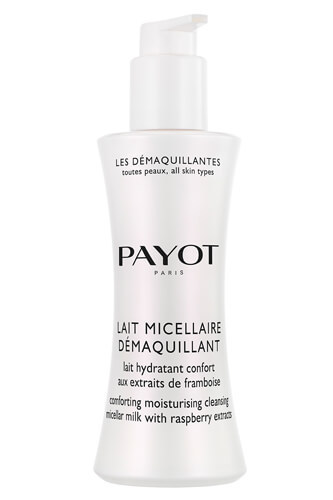 LES DÉMAQUILLANTES
toutes peaux, all skin types
PAYOT
PARIS
LAIT MICELLAIRE
DÉMAQUILLANT
lait hydratant confort
aux extraits de framboise
comforting moisturising cleansing
micellar milk with raspberry extracts